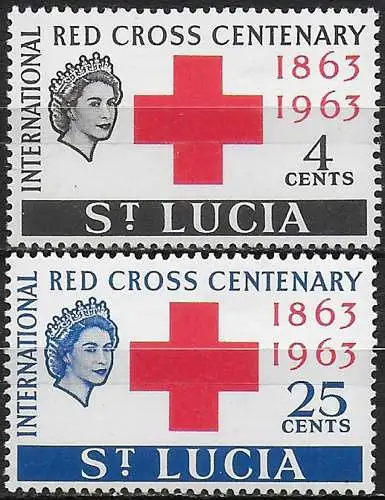 INTERNATIONAL
RED CROSS CENTENARY
1863
1963
4
CENTS
ST LUCIA
INTERNATIONAL
RED CROSS CENTENARY
1863
1963
25
CENTS
ST LUCIA